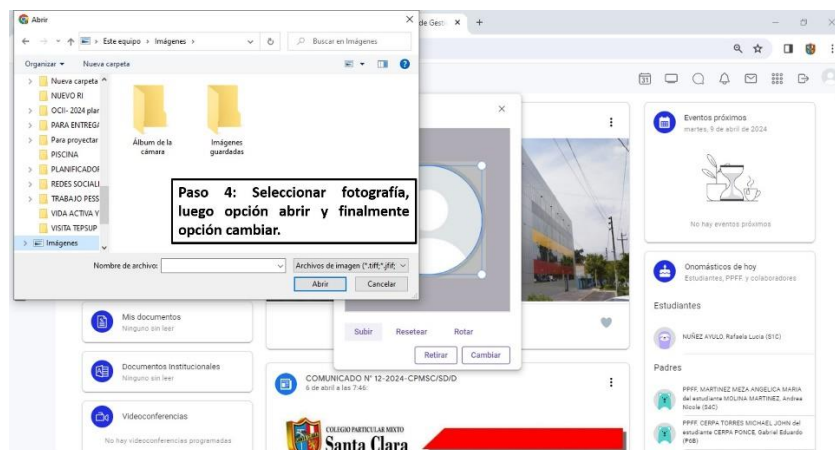 Abrir
de Gesti
Este equipo > Imágenes >
Buscar en Imágenes
Organizar
Nueva carpeta
Nueva carpeta
NUEVO RI
OCII- 2024 plan
PARA ENTREGA
Para proyectar
PISCINA
PLANIFICADOR
REDES SOCIALI
TRABAJO PESS
VIDA ACTIVA Y
VISITA TEPSUP
Imágenes
Álbum de la
cámara
Imágenes
guardadas
Paso 4: Seleccionar fotografía,
luego opción abrir y finalmente
opción cambiar.
Nombre de archivo:
Archivos de imagen (*.tiff;*.jfif;
Abrir
Cancelar
Subir
Resetear
Rotar
Retirar
Cambiar
Mis documentos
Ninguno sin leer
Documentos Institucionales
Ninguno sin leer
Videoconferencias
No hay videoconferencias programadas
COMUNICADO N° 12-2024-CPMSC/SD/D
6 de abril a las 7:46:
COLEGIO PARTICULAR MIXTO
Santa Clara
31
Eventos próximos
martes, 9 de abril de 2024
No hay eventos próximos
Onomásticos de hoy
Estudiantes, PPFF. y colaboradores
Estudiantes
NUÑEZ AYULO, Rafaela Lucia (S1C)
Padres
PPFF. MARTINEZ MEZA ANGELICA MARIA
del estudiante MOLINA MARTINEZ, Andrea
Nicole (S4C)
PPFF. CERPA TORRES MICHAEL JOHN del
estudiante CERPA PONCE, Gabriel Eduardo
(P6B)